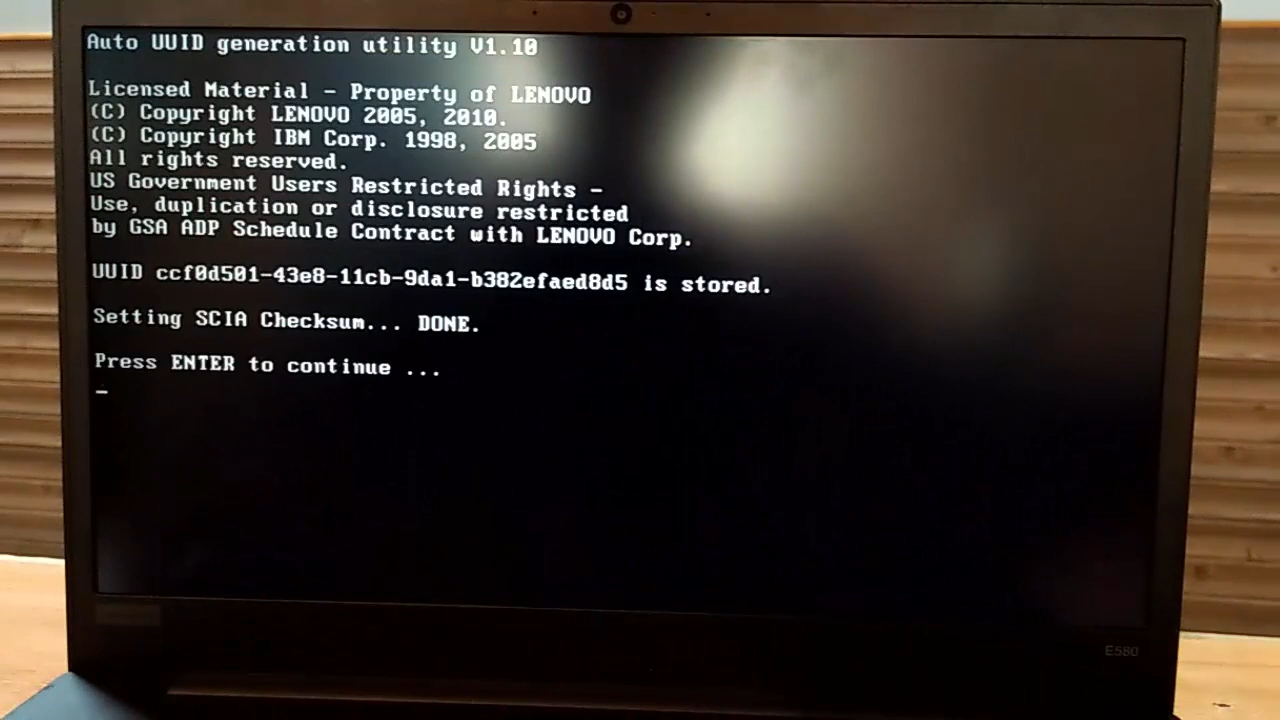 Auto UUID generation utility V1.10
Licensed Material - Property of LENOVO
(C) Copyright LENOVO 2005, 2010.
(C) Copyright IBM Corp. 1998, 2005
All rights reserved.
US Government Users Restricted Rights -
Use, duplication or disclosure restricted
by GSA ADP Schedule Contract with LENOVO Corp.
UUID ccf0d501-43e8-11cb-9da1-b382efaed8d5 is stored.
Setting SCIA Checksum... DONE.
Press ENTER to continue ...
E580